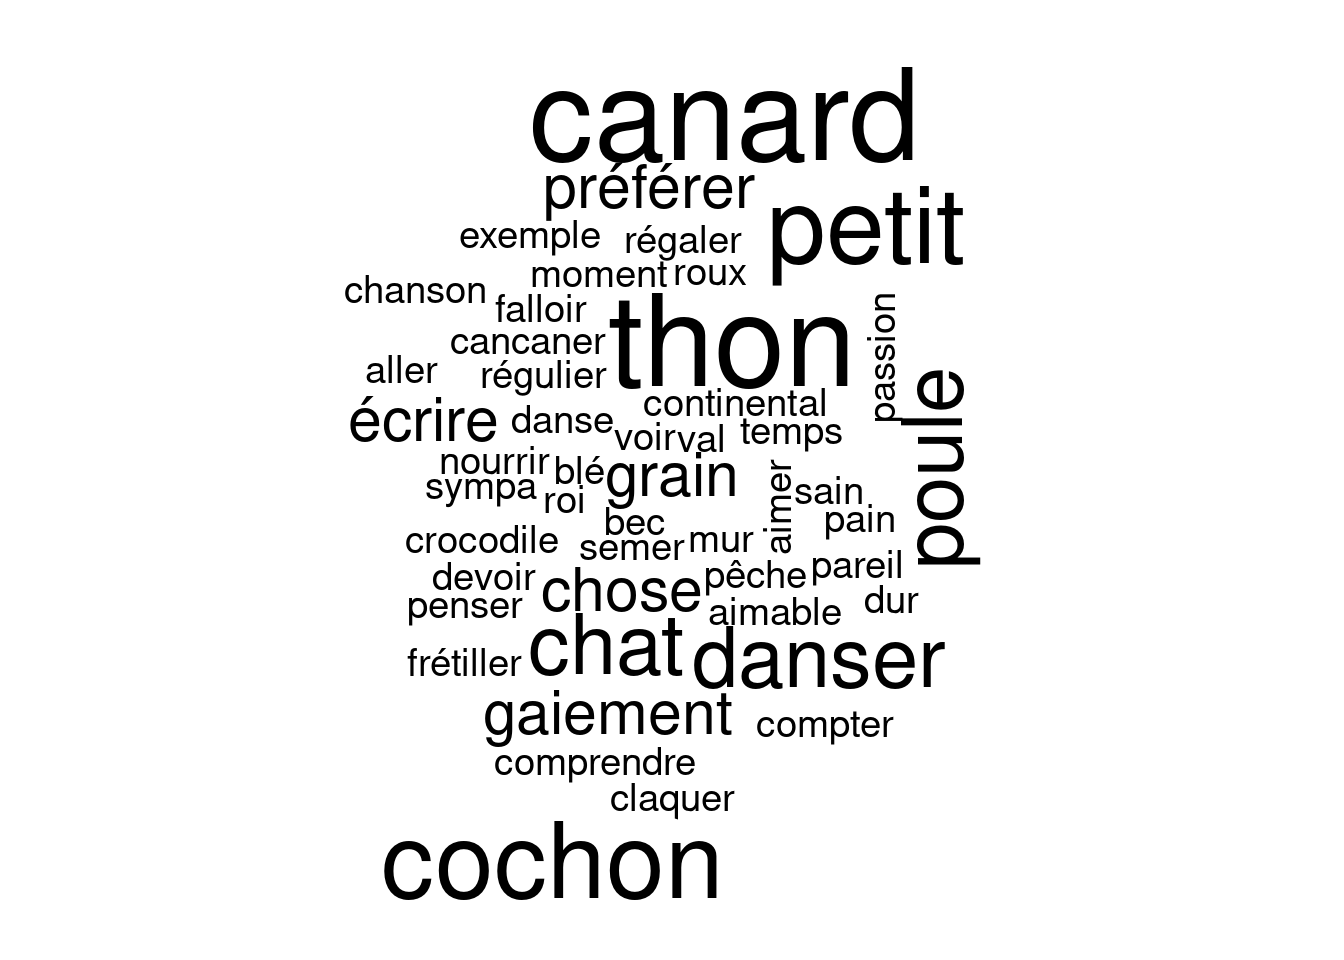 canard
préférer
petit
exemple
régaler
moment
roux
chanson
falloir
thon
passion
cancaner
aller
régulier
poule
écrire
danse
continental
voir
val
temps
nourrir
blé
grain
aimer
sympa
roi
sain
bec
pain
crocodile
semer
mur
devoir
chose
pêche
pareil
penser
aimable
dur
frétiller
chat
danser
gaiement
compter
comprendre
claquer
cochon